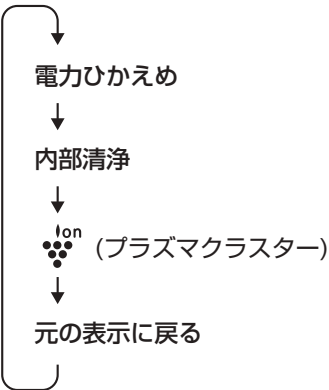 電力ひかえめ
内部清浄
ion
(プラズマクラスター)
元の表示に戻る